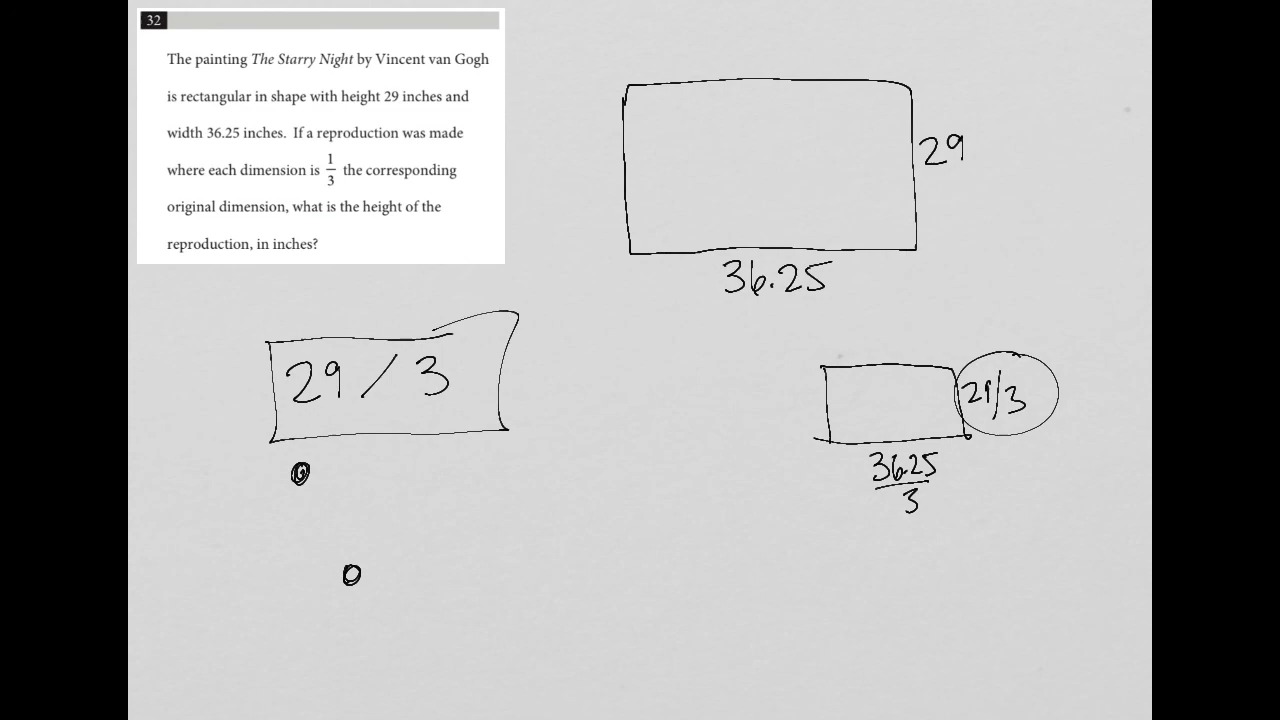 32
The painting The Starry Night by Vincent van Gogh
is rectangular in shape with height 29 inches and
width 36.25 inches. If a reproduction was made
where each dimension is 1/3 the corresponding
original dimension, what is the height of the
reproduction, in inches?
29
36.25
29 / 3
29/3
36.25
3